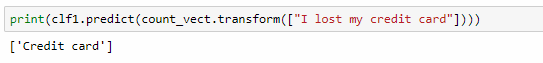 print(clf1.predict(count_vect.transform(["I lost my credit card"])))
['Credit card']